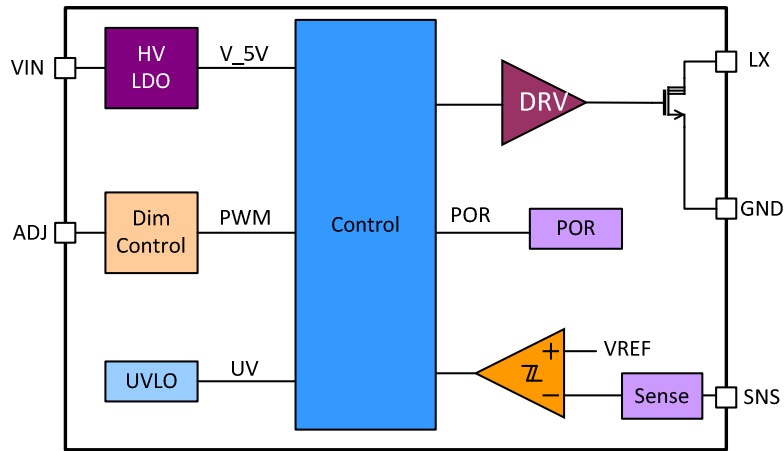 VIN
HV
LDO
V_5V
DRV
LX
ADJ
Dim
Control
PWM
Control
POR
POR
GND
UVLO
UV
+
VREF
−
Sense
SNS